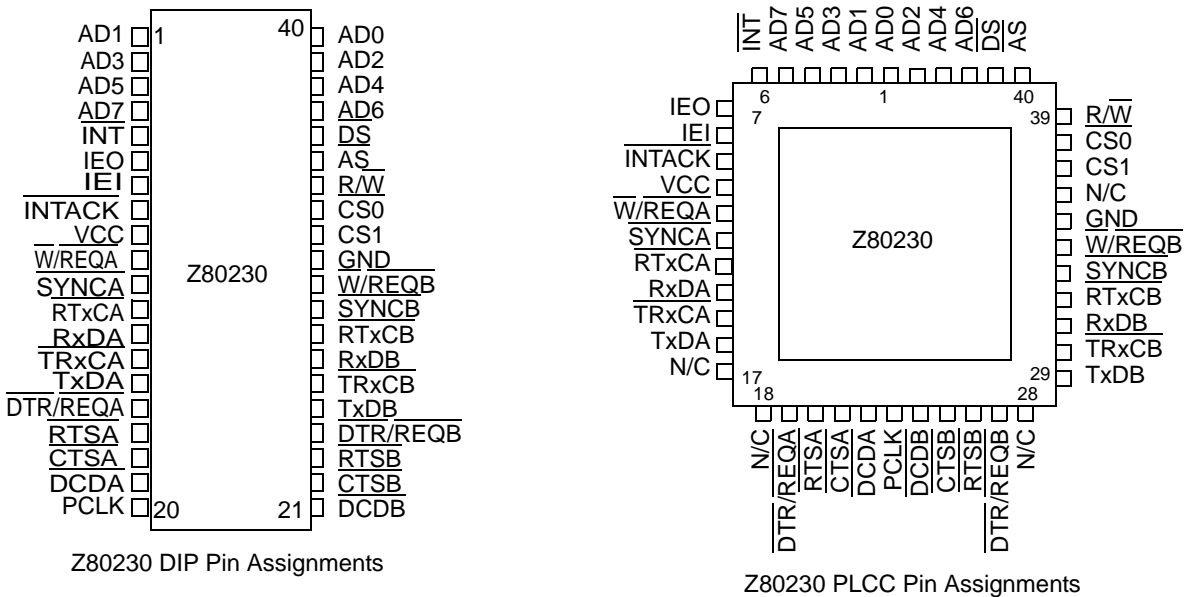 AD1 1 40 AD0
AD3 AD2
AD5 AD4
AD7 AD6
INT DS
IEO AS
IEI R/W
INTACK CS0
VCC CS1
W/REQA GND
SYNCA W/REQB
RTxCA SYNCB
RxDA RTxCB
TRxCA RxDB
TxDA TRxCB
DTR/REQA TxDB
RTSA DTR/REQB
CTSA RTSB
DCDA CTSB
PCLK 20 21 DCDB
Z80230
Z80230 DIP Pin Assignments
INT AD7 AD5 AD3 AD1 AD0 AD2 AD4 AD6 DS AS
6 1 40
IEO 7 39 R/W
IEI CS0
INTACK CS1
VCC N/C
W/REQA GND
SYNCA W/REQB
RTxCA SYNCB
RxDA RTxCB
TRxCA RxDB
TxDA TRxCB
N/C 17 29 TxDB
18 28
Z80230
N/C DTR/REQA RTSA CTSA DCDA PCLK DCDB CTSB RTSB DTR/REQB N/C
Z80230 PLCC Pin Assignments